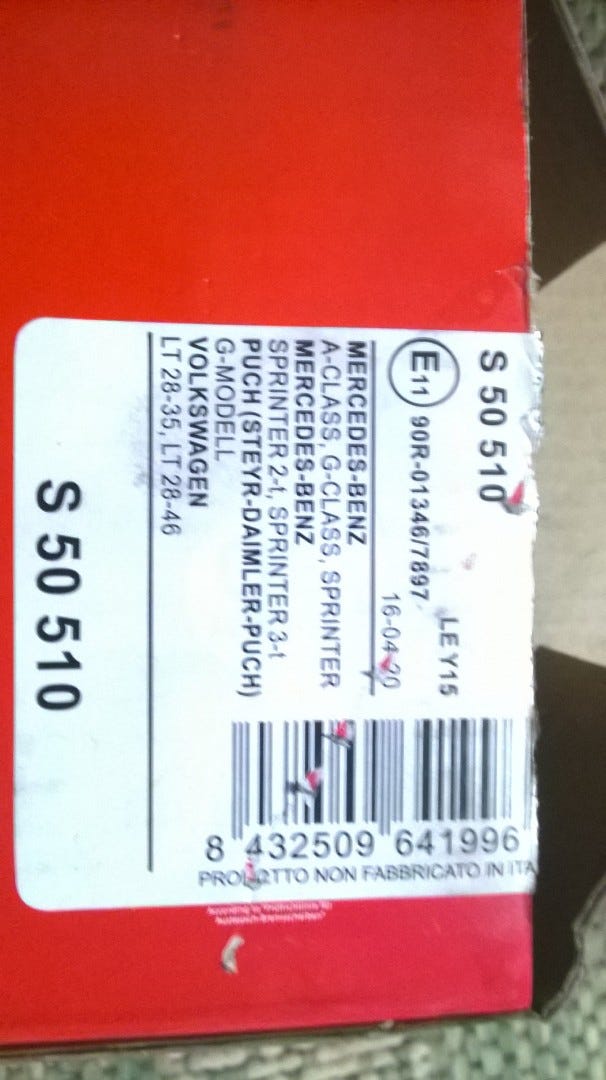 S 50 510
LE Y15
E11 90R-01346/7897
16-04-20
MERCEDES-BENZ
A-CLASS, G-CLASS, SPRINTER
MERCEDES-BENZ
SPRINTER 2-t, SPRINTER 3-t
PUCH (STEYR-DAIMLER-PUCH)
G-MODELL
VOLKSWAGEN
LT 28-35, LT 28-46
8 432509 641996
NON FABBRICATO IN ITA
S 50 510